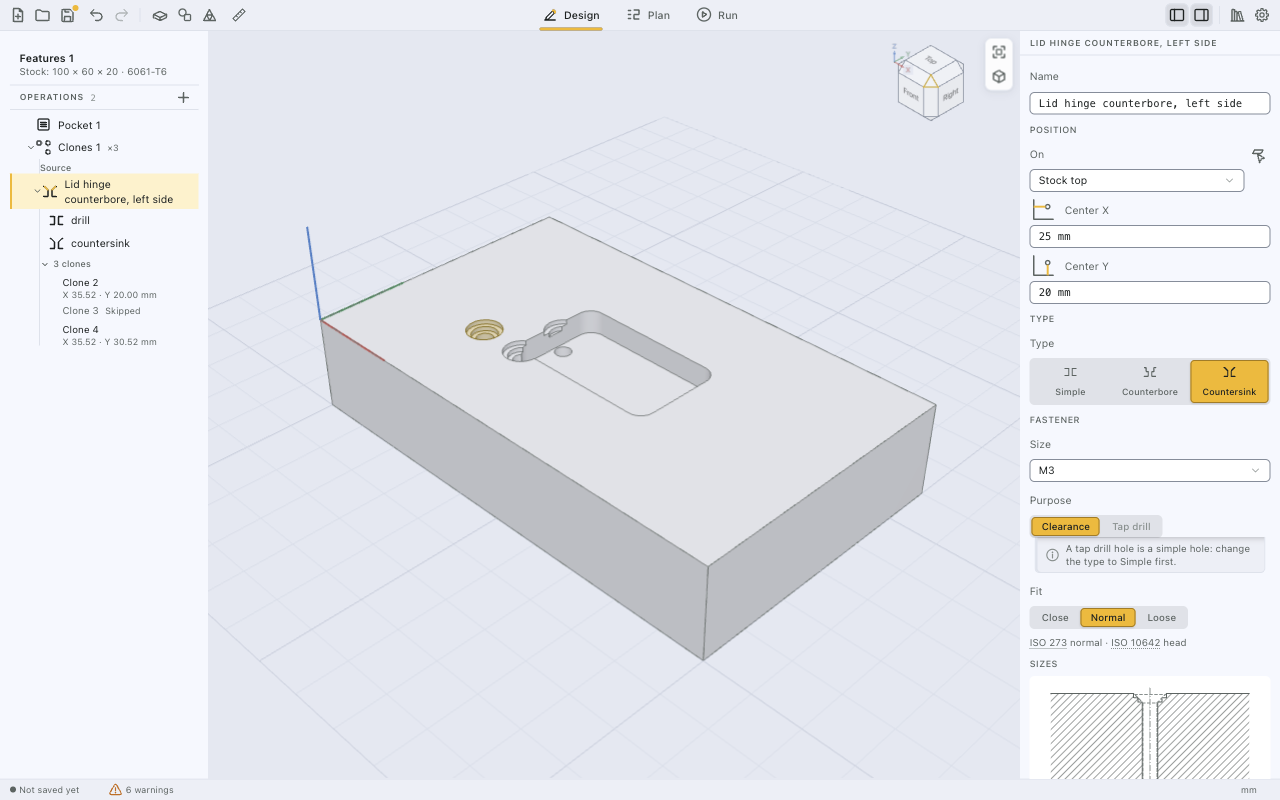 Design
Plan
Run
Features 1
Stock: 100 × 60 × 20 · 6061-T6
OPERATIONS 2
Pocket 1
Clones 1 ×3
Source
Lid hinge
counterbore, left side
drill
countersink
3 clones
Clone 2
X 35.52 · Y 20.00 mm
Clone 3 Skipped
Clone 4
X 35.52 · Y 30.52 mm
Z
Y
X
Top
Front
Right
LID HINGE COUNTERBORE, LEFT SIDE
Name
Lid hinge counterbore, left side
POSITION
On
Stock top
Center X
25 mm
Center Y
20 mm
TYPE
Type
Simple
Counterbore
Countersink
FASTENER
Size
M3
Purpose
Clearance
Tap drill
A tap drill hole is a simple hole: change
the type to Simple first.
Fit
Close
Normal
Loose
ISO 273 normal · ISO 10642 head
SIZES
Not saved yet
6 warnings
mm